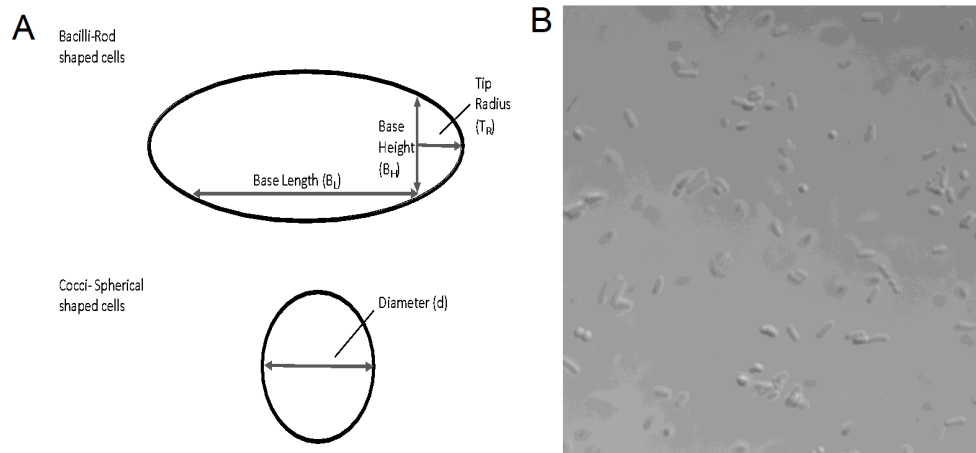 A
Bacilli-Rod
shaped cells
Tip
Radius
(TR)
Base
Height
(BH)
Base Length (BL)
Cocci- Spherical
shaped cells
Diameter (d)
B